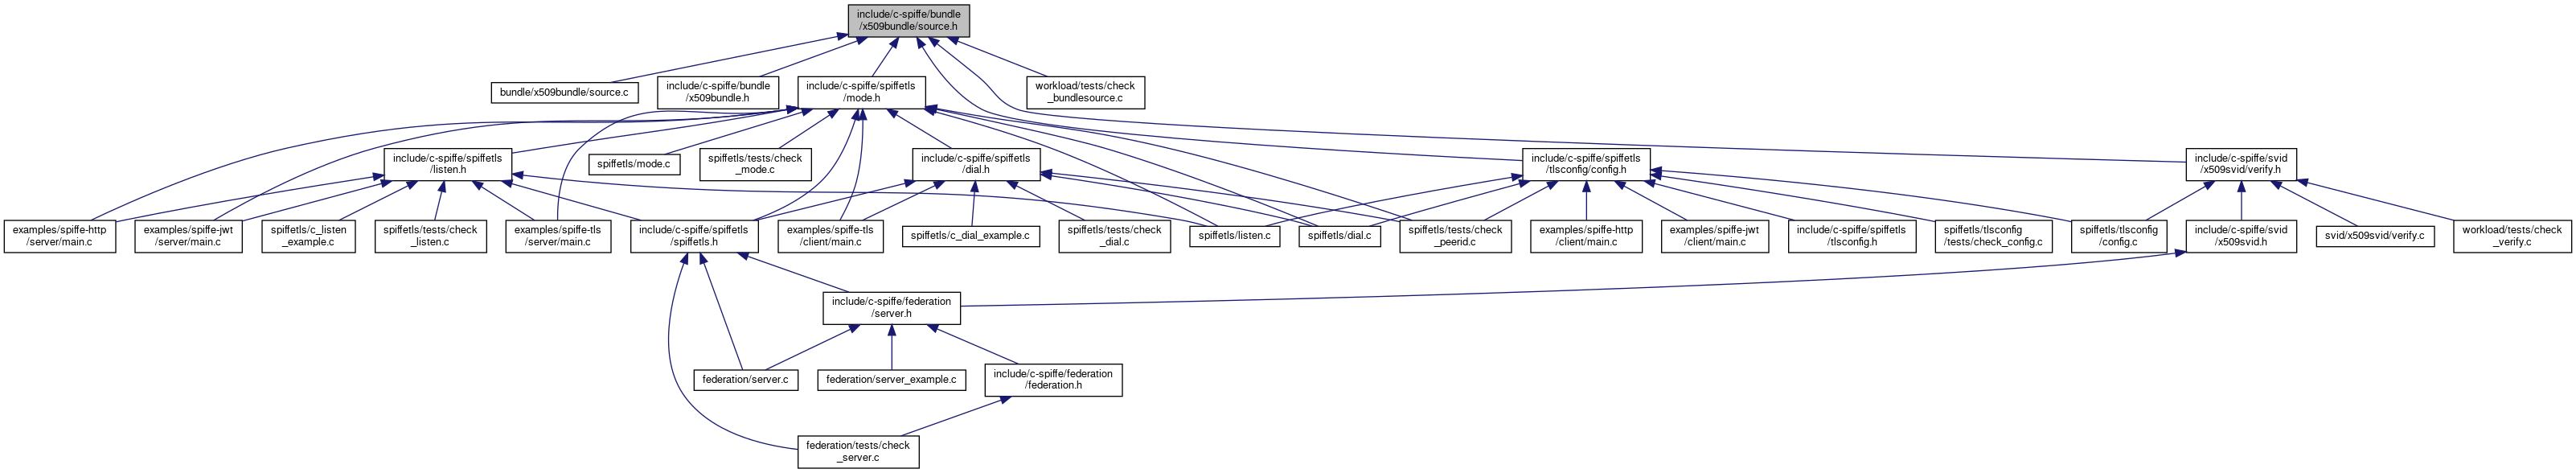 include/c-spiffe/bundle
/x509bundle/source.h
bundle/x509bundle/source.c
include/c-spiffe/bundle
/x509bundle.h
include/c-spiffe/spiffetls
/mode.h
workload/tests/check
_bundlesource.c
include/c-spiffe/spiffetls
/listen.h
spiffetls/mode.c
spiffetls/tests/check
_mode.c
include/c-spiffe/spiffetls
/dial.h
include/c-spiffe/spiffetls
/tlsconfig/config.h
include/c-spiffe/svid
/x509svid/verify.h
examples/spiffe-http
/server/main.c
examples/spiffe-jwt
/server/main.c
spiffetls/c_listen
_example.c
spiffetls/tests/check
_listen.c
examples/spiffe-tls
/server/main.c
include/c-spiffe/spiffetls
/spiffetls.h
examples/spiffe-tls
/client/main.c
spiffetls/c_dial_example.c
spiffetls/tests/check
_dial.c
spiffetls/listen.c
spiffetls/dial.c
spiffetls/tests/check
_peerid.c
examples/spiffe-http
/client/main.c
examples/spiffe-jwt
/client/main.c
include/c-spiffe/spiffetls
/tlsconfig.h
spiffetls/tlsconfig
/tests/check_config.c
spiffetls/tlsconfig
/config.c
include/c-spiffe/svid
/x509svid.h
svid/x509svid/verify.c
workload/tests/check
_verify.c
include/c-spiffe/federation
/server.h
federation/server.c
federation/server_example.c
include/c-spiffe/federation
/federation.h
federation/tests/check
_server.c